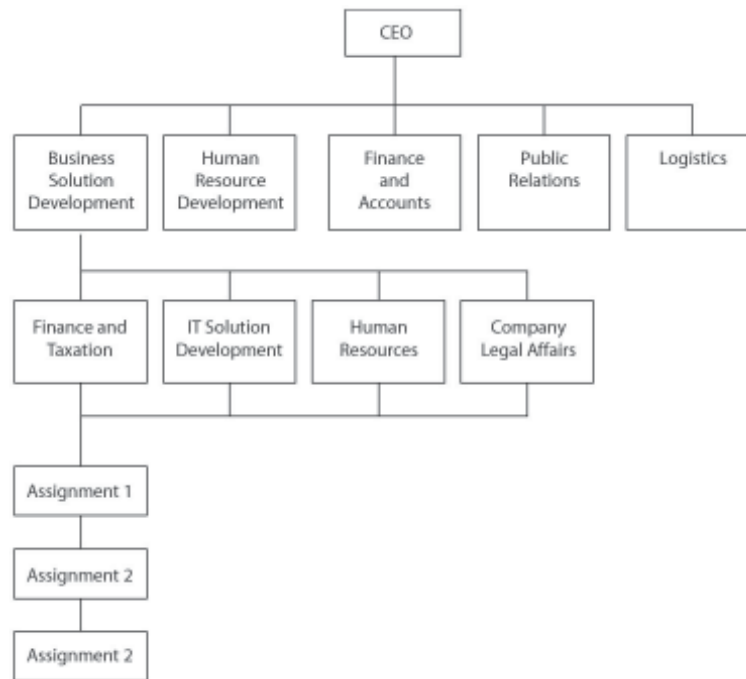 CEO
Business
Solution
Development
Human
Resource
Development
Finance
and
Accounts
Public
Relations
Logistics
Finance and
Taxation
IT Solution
Development
Human
Resources
Company
Legal Affairs
Assignment 1
Assignment 2
Assignment 2